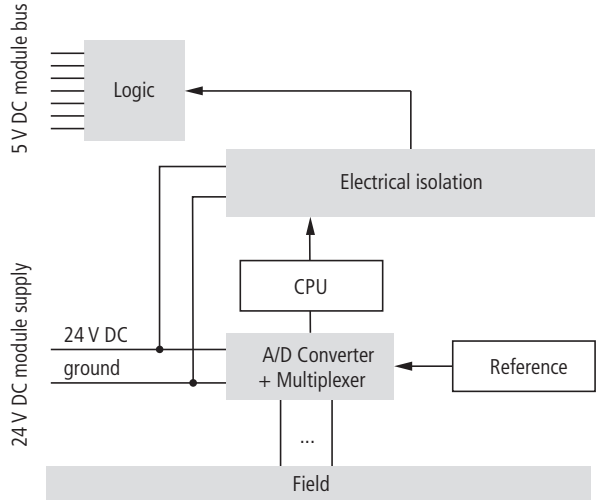 5 V DC module bus
Logic
Electrical isolation
CPU
24 V DC module supply
24 V DC
ground
A/D Converter
+ Multiplexer
Reference
...
Field